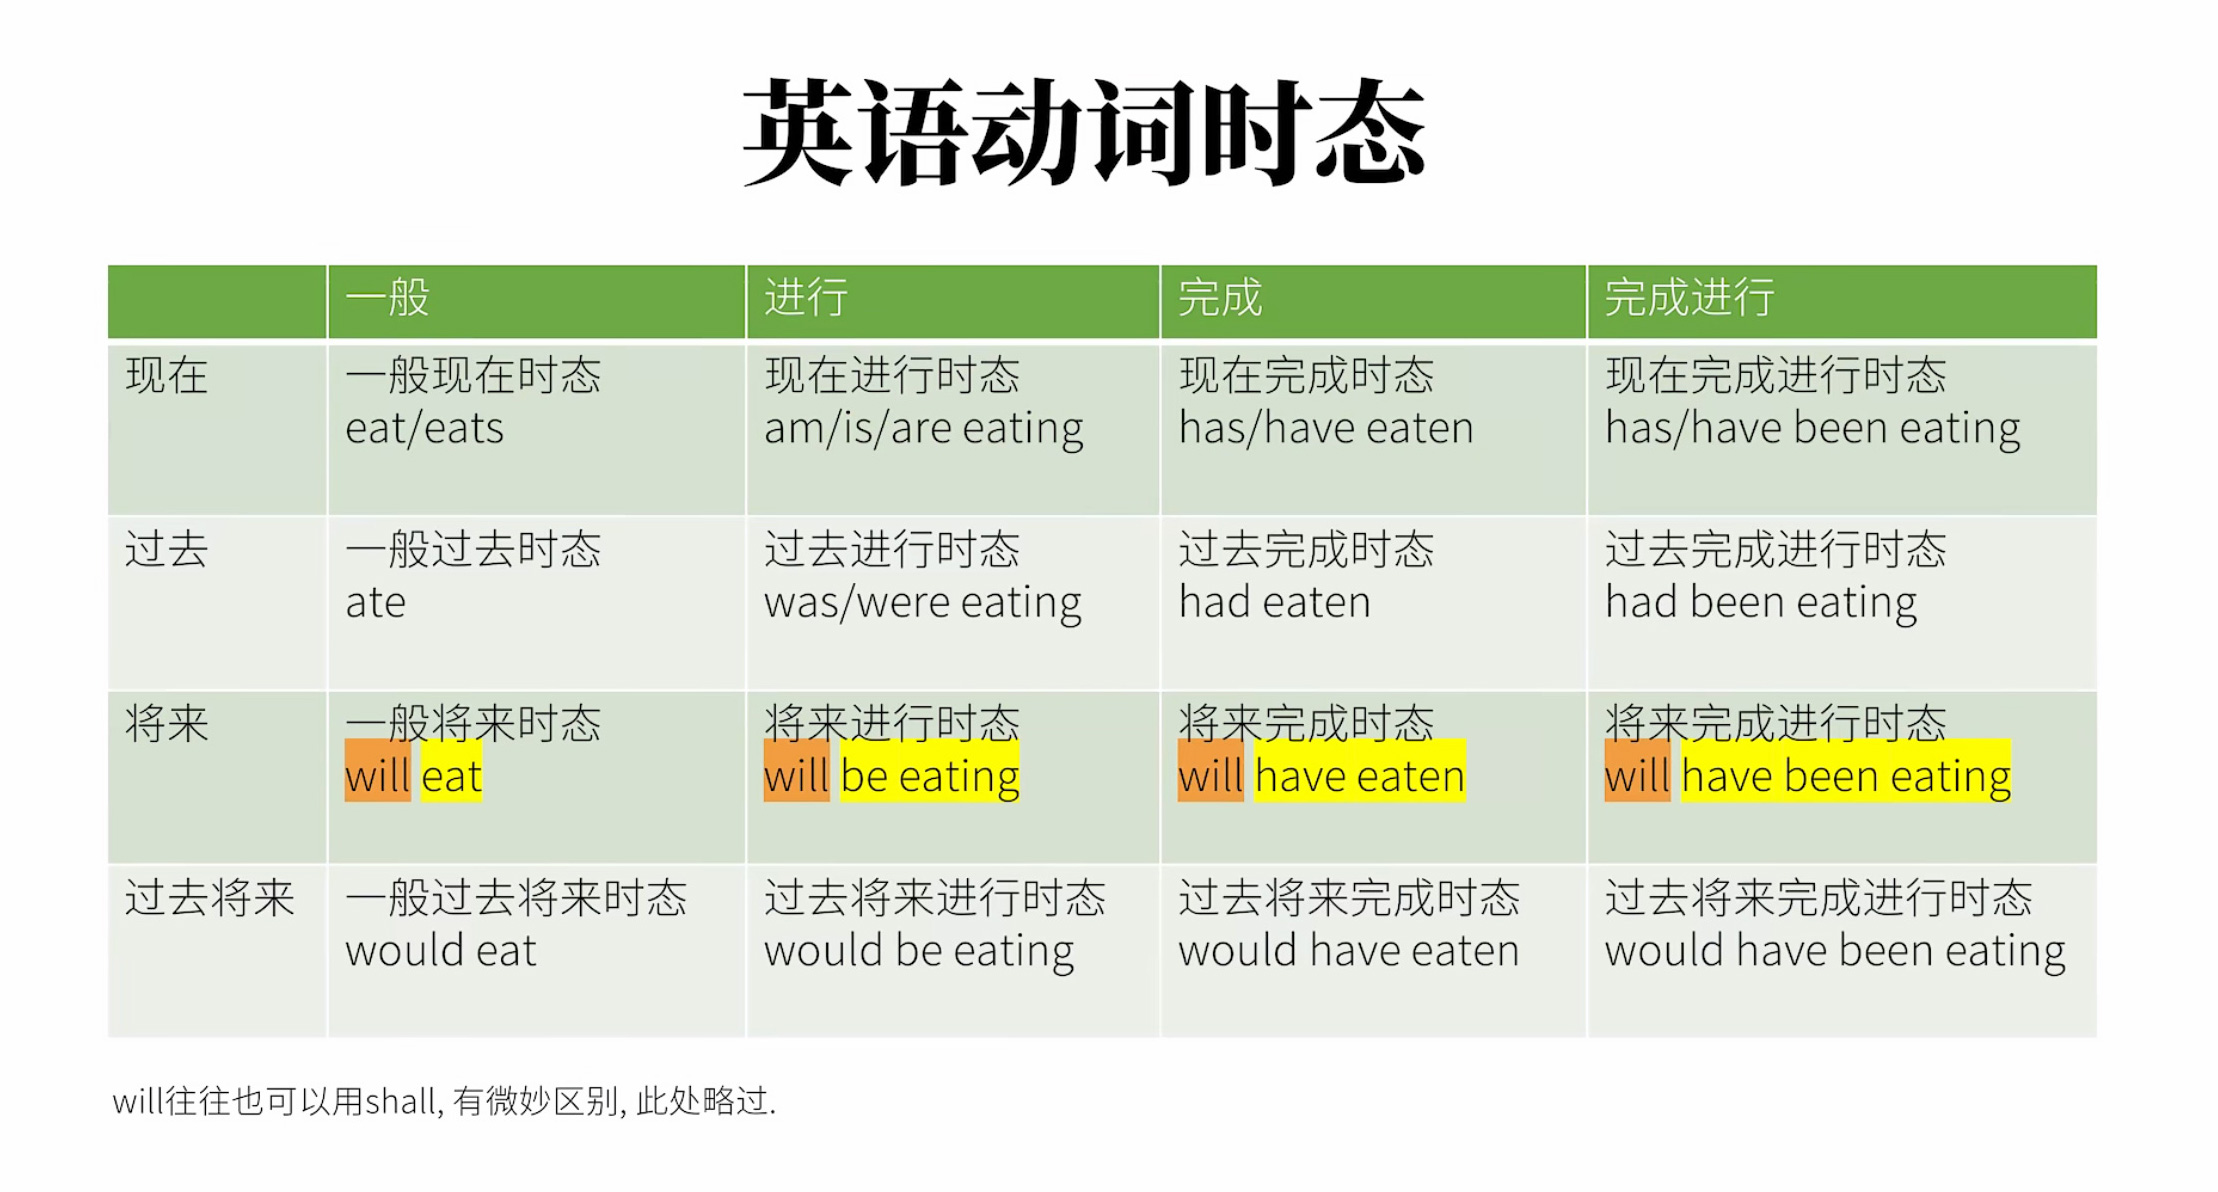 英语动词时态
一般 进行 完成 完成进行
现在 一般现在时态 现在进行时态 现在完成时态 现在完成进行时态
eat/eats am/is/are eating has/have eaten has/have been eating
过去 一般过去时态 过去进行时态 过去完成时态 过去完成进行时态
ate was/were eating had eaten had been eating
将来 一般将来时态 将来进行时态 将来完成时态 将来完成进行时态
will eat will be eating will have eaten will have been eating
过去将来 一般过去将来时态 过去将来进行时态 过去将来完成时态 过去将来完成进行时态
would eat would be eating would have eaten would have been eating
will往往也可以用shall, 有微妙区别, 此处略过.